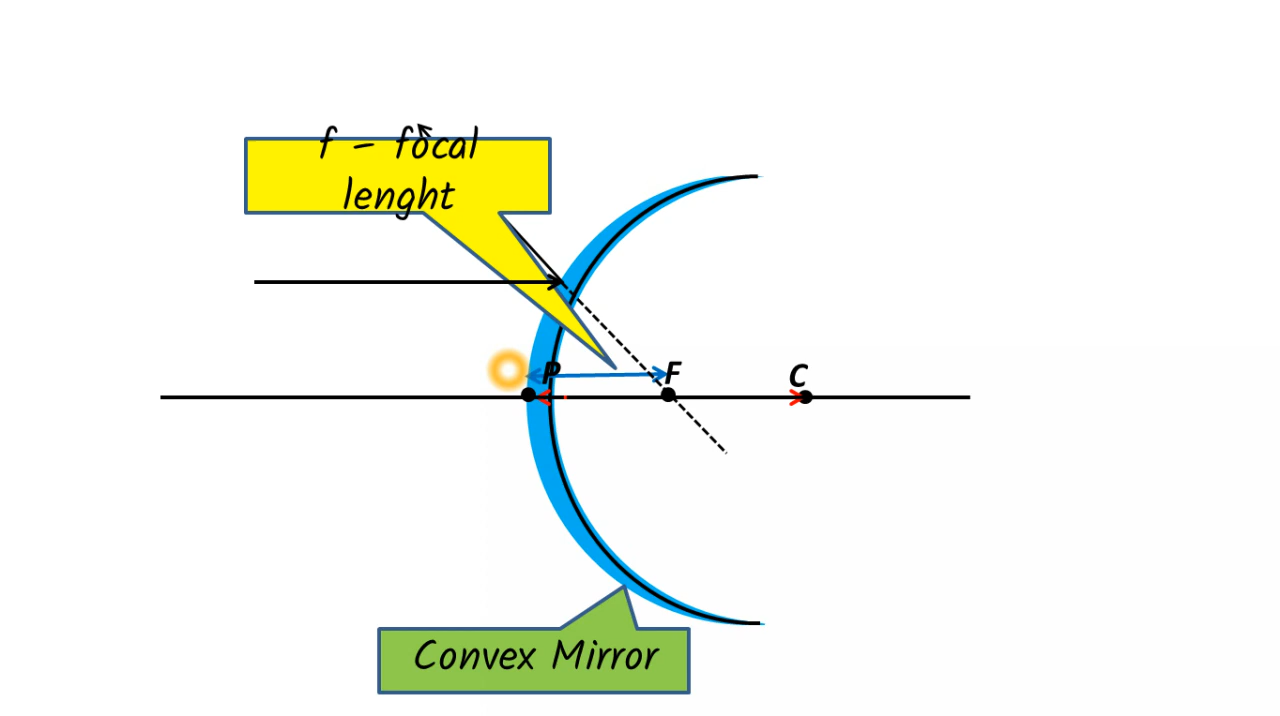 f – focal
lenght
P
F
C
Convex Mirror